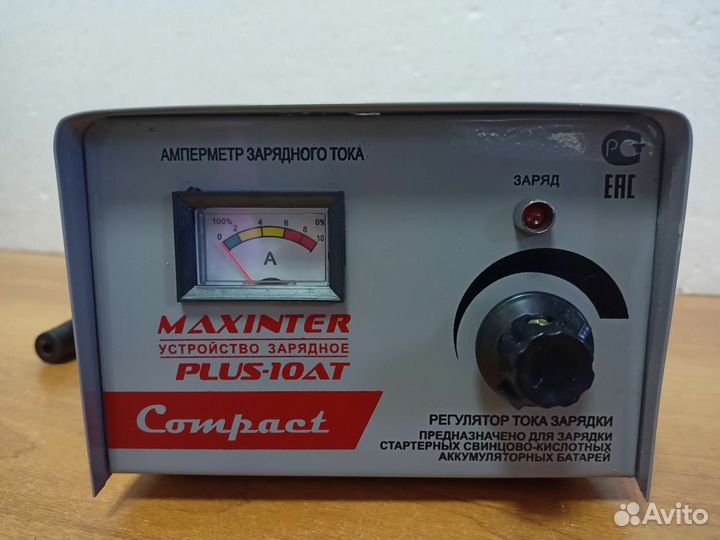 АМПЕРМЕТР ЗАРЯДНОГО ТОКА
100% 0%
0 2 4 6 8 10
A
ЗАРЯД
РСТ
ЕАС
MAXINTER
УСТРОЙСТВО ЗАРЯДНОЕ
PLUS-10AT
Compact
РЕГУЛЯТОР ТОКА ЗАРЯДКИ
ПРЕДНАЗНАЧЕНО ДЛЯ ЗАРЯДКИ
СТАРТЕРНЫХ СВИНЦОВО-КИСЛОТНЫХ
АККУМУЛЯТОРНЫХ БАТАРЕЙ
Avito